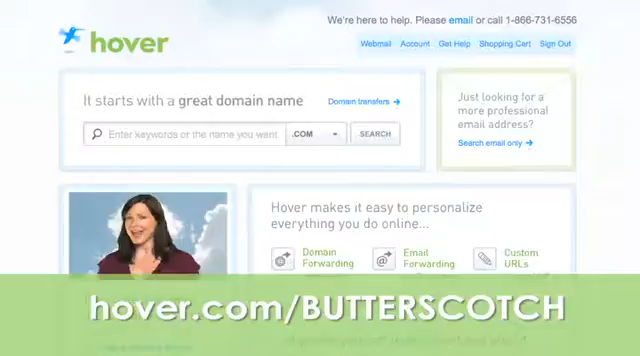 We're here to help. Please email or call 1-866-731-6556
hover
Webmail Account Get Help Shopping Cart Sign Out
It starts with a great domain name
Domain transfers
Enter keywords or the name you want
.COM
SEARCH
Just looking for a
more professional
email address?
Search email only
Hover makes it easy to personalize
everything you do online...
Domain
Forwarding
Email
Forwarding
Custom
URLs
hover.com/BUTTERSCOTCH